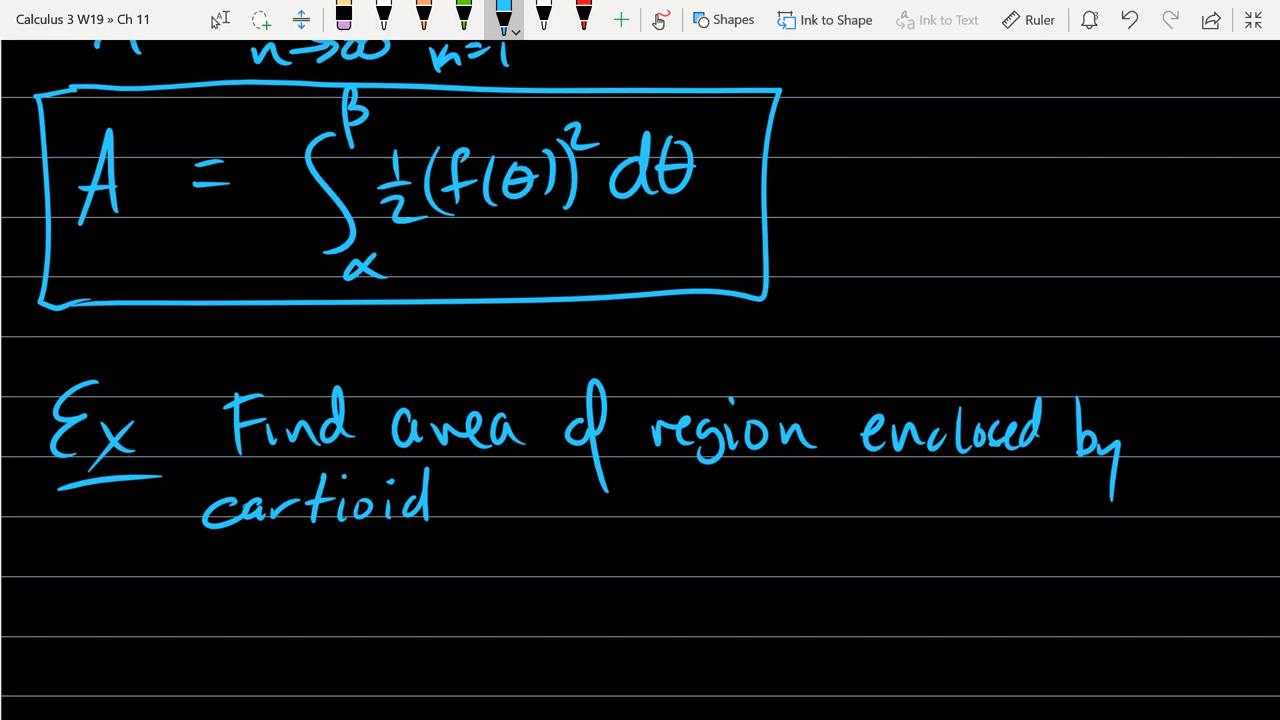 Calculus 3 W19 » Ch 11
Shapes Ink to Shape Ink to Text Ruler
n→∞ m=1
A = ∫_α^β ½(f(θ))² dθ
Ex Find area of region enclosed by
cartioid